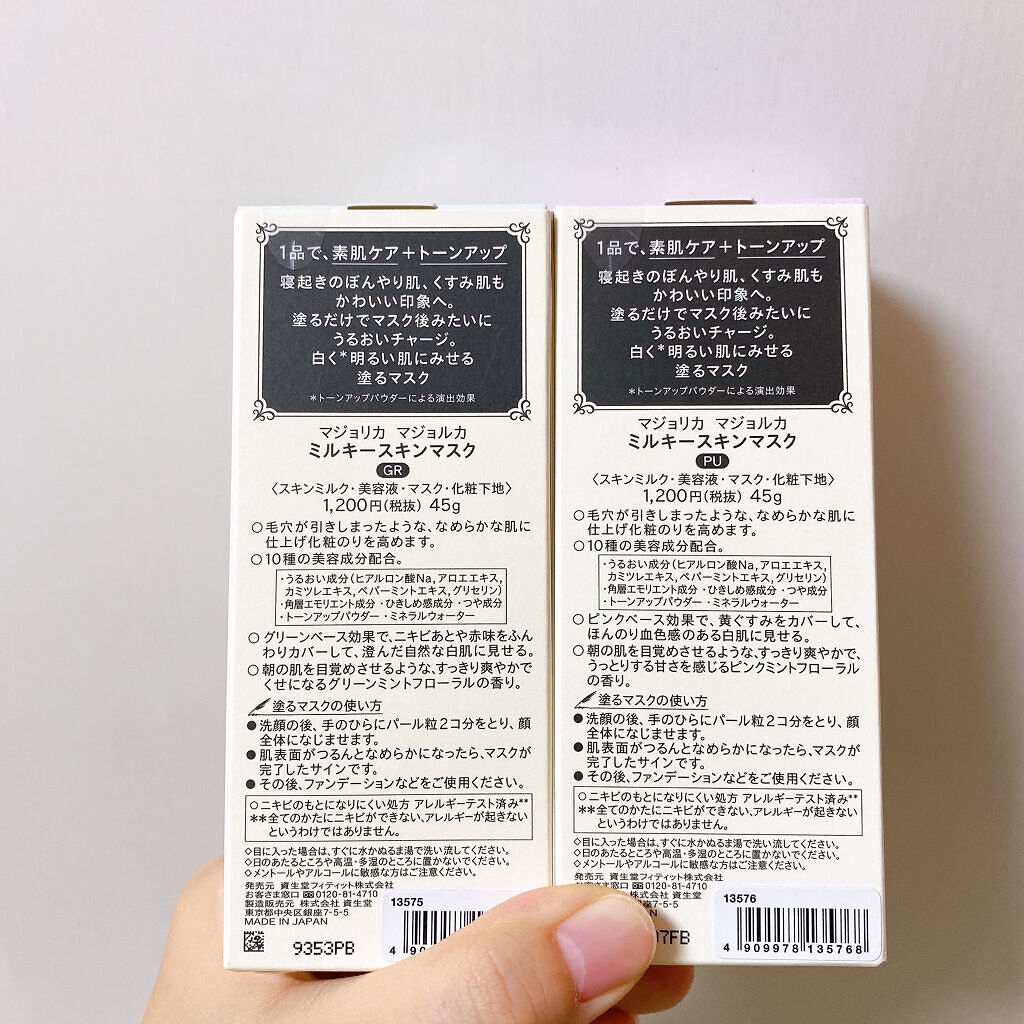 1品で、素肌ケア+トーンアップ
寝起きのぼんやり肌、くすみ肌も
かわいい印象へ。
塗るだけでマスク後みたいに
うるおいチャージ。
白く*明るい肌にみせる
塗るマスク
*トーンアップパウダーによる演出効果
マジョリカ マジョルカ
ミルキースキンマスク
GR
〈スキンミルク・美容液・マスク・化粧下地〉
1,200円(税抜) 45g
○毛穴が引きしまったような、なめらかな肌に
仕上げ化粧のりを高めます。
○10種の美容成分配合。
・うるおい成分(ヒアルロン酸Na, アロエエキス,
カミツレエキス, ペパーミントエキス, グリセリン)
・角層エモリエント成分 ・ひきしめ感成分 ・つや成分
・トーンアップパウダー ・ミネラルウォーター
○グリーンベース効果で、ニキビあとや赤味をふん
わりカバーして、澄んだ自然な白肌に見せる。
○朝の肌を目覚めさせるような、すっきり爽やかで
くせになるグリーンミントフローラルの香り。
塗るマスクの使い方
●洗顔の後、手のひらにパール粒2コ分をとり、顔
全体になじませます。
●肌表面がつるんとなめらかになったら、マスクが
完了したサインです。
●その後、ファンデーションなどをご使用ください。
○ニキビのもとになりにくい処方 アレルギーテスト済み**
**全てのかたにニキビができない、アレルギーが起きない
というわけではありません。
◇目に入った場合は、すぐに水かぬるま湯で洗い流してください。
◇日のあたるところや高温・多湿のところに置かないでください。
◇メントールやアルコールに敏感な方はご注意ください。
発売元 資生堂フィティット株式会社
お客さま窓口 0120-81-4710
製造販売元 資生堂
東京都中央区銀座7-5-5
MADE IN JAPAN
9353PB
13575
4 909
1品で、素肌ケア+トーンアップ
寝起きのぼんやり肌、くすみ肌も
かわいい印象へ。
塗るだけでマスク後みたいに
うるおいチャージ。
白く*明るい肌にみせる
塗るマスク
*トーンアップパウダーによる演出効果
マジョリカ マジョルカ
ミルキースキンマスク
PU
〈スキンミルク・美容液・マスク・化粧下地〉
1,200円(税抜) 45g
○毛穴が引きしまったような、なめらかな肌に
仕上げ化粧のりを高めます。
○10種の美容成分配合。
・うるおい成分(ヒアルロン酸Na, アロエエキス,
カミツレエキス, ペパーミントエキス, グリセリン)
・角層エモリエント成分 ・ひきしめ感成分 ・つや成分
・トーンアップパウダー ・ミネラルウォーター
○ピンクベース効果で、黄ぐすみをカバーして、
ほんのり血色感のある白肌に見せる。
○朝の肌を目覚めさせるような、すっきり爽やかで、
うっとりする甘さを感じるピンクミントフローラル
の香り。
塗るマスクの使い方
●洗顔の後、手のひらにパール粒2コ分をとり、顔
全体になじませます。
●肌表面がつるんとなめらかになったら、マスクが
完了したサインです。
●その後、ファンデーションなどをご使用ください。
○ニキビのもとになりにくい処方 アレルギーテスト済み**
**全てのかたにニキビができない、アレルギーが起きない
というわけではありません。
◇目に入った場合は、すぐに水かぬるま湯で洗い流してください。
◇日のあたるところや高温・多湿のところに置かないでください。
◇メントールやアルコールに敏感な方はご注意ください。
発売元 資生堂フィティット株式会社
お客さま窓口 0120-81-4710
資生堂
7-5-5
7FB
13576
4 909978 135768